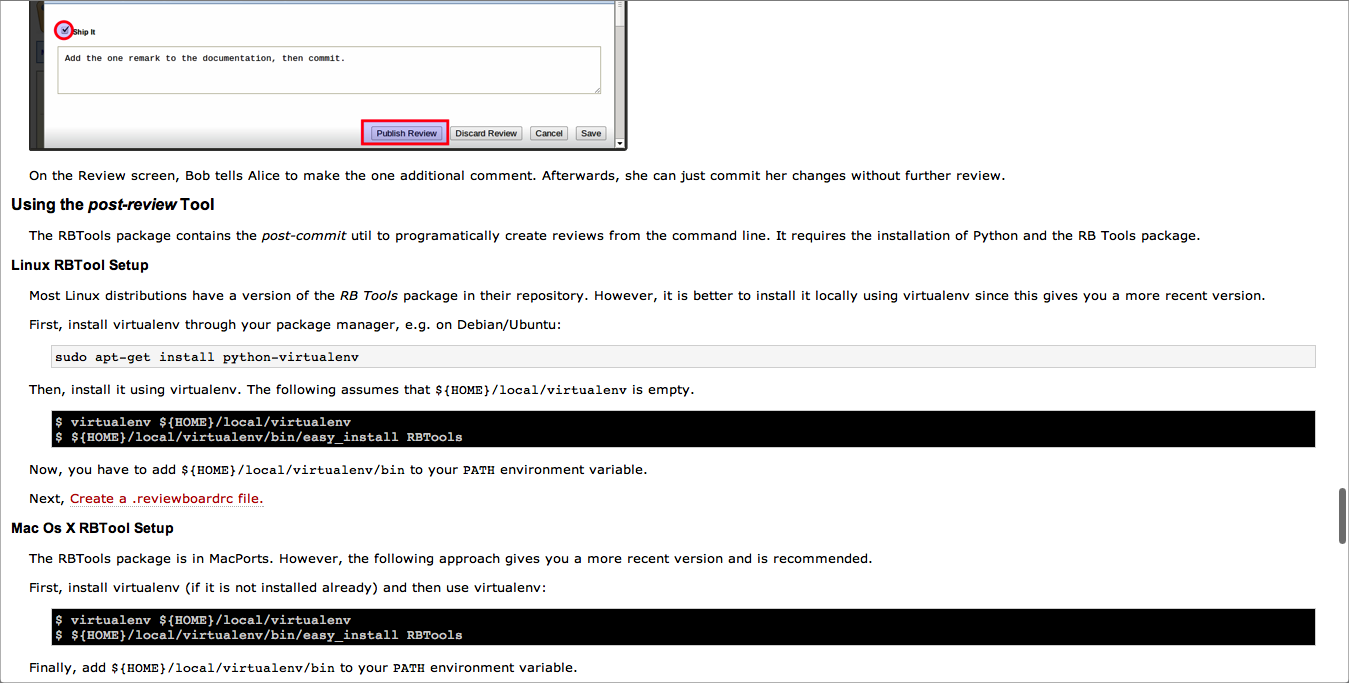 Ship It
Add the one remark to the documentation, then commit.
Publish Review Discard Review Cancel Save
On the Review screen, Bob tells Alice to make the one additional comment. Afterwards, she can just commit her changes without further review.
Using the post-review Tool
The RBTools package contains the post-commit util to programatically create reviews from the command line. It requires the installation of Python and the RB Tools package.
Linux RBTool Setup
Most Linux distributions have a version of the RB Tools package in their repository. However, it is better to install it locally using virtualenv since this gives you a more recent version.
First, install virtualenv through your package manager, e.g. on Debian/Ubuntu:
sudo apt-get install python-virtualenv
Then, install it using virtualenv. The following assumes that ${HOME}/local/virtualenv is empty.
$ virtualenv ${HOME}/local/virtualenv
$ ${HOME}/local/virtualenv/bin/easy_install RBTools
Now, you have to add ${HOME}/local/virtualenv/bin to your PATH environment variable.
Next, Create a .reviewboardrc file.
Mac Os X RBTool Setup
The RBTools package is in MacPorts. However, the following approach gives you a more recent version and is recommended.
First, install virtualenv (if it is not installed already) and then use virtualenv:
$ virtualenv ${HOME}/local/virtualenv
$ ${HOME}/local/virtualenv/bin/easy_install RBTools
Finally, add ${HOME}/local/virtualenv/bin to your PATH environment variable.